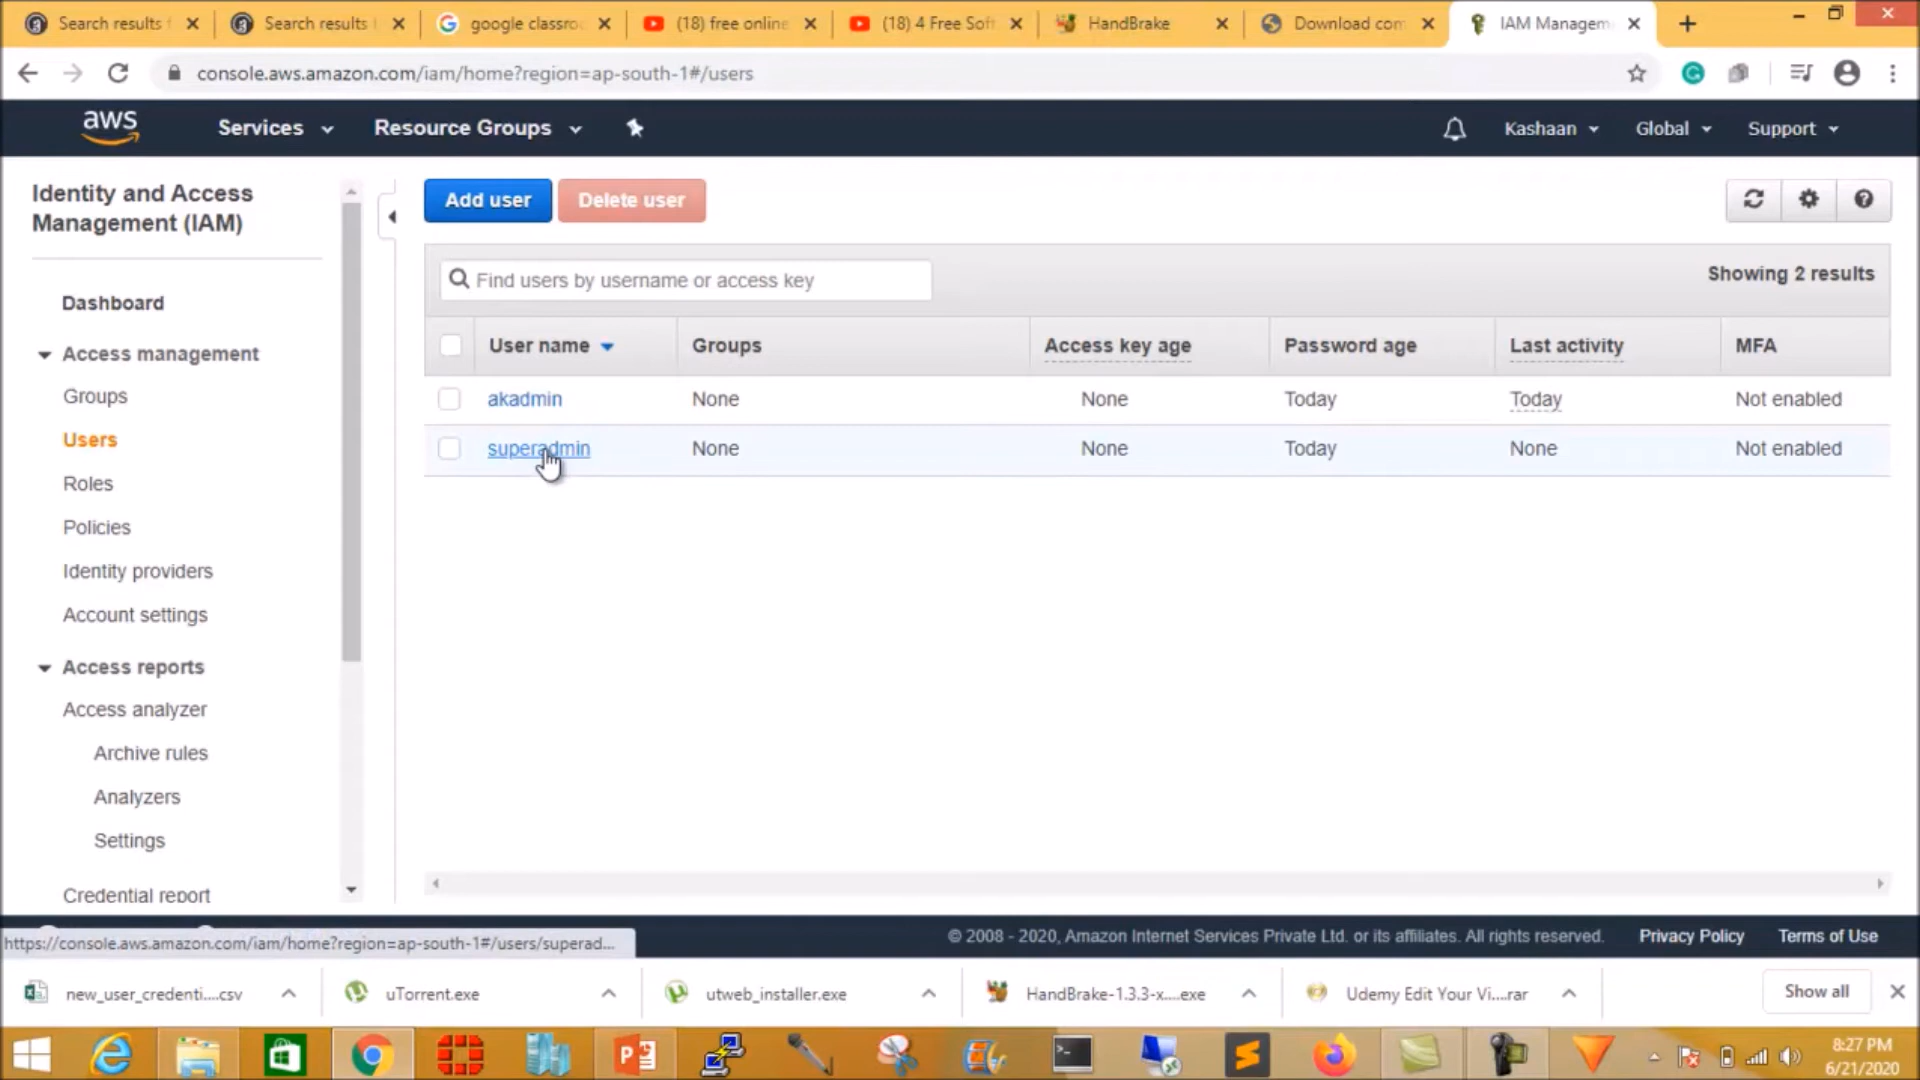 Search results
Search results
google classro
(18) free online
(18) 4 Free Soft
HandBrake
Download com
IAM Managem
console.aws.amazon.com/iam/home?region=ap-south-1#/users
aws
Services
Resource Groups
Kashaan
Global
Support
Identity and Access
Management (IAM)
Dashboard
Access management
Groups
Users
Roles
Policies
Identity providers
Account settings
Access reports
Access analyzer
Archive rules
Analyzers
Settings
Credential report
Add user
Delete user
Find users by username or access key
Showing 2 results
User name Groups Access key age Password age Last activity MFA
akadmin None None Today Today Not enabled
superadmin None None Today None Not enabled
https://console.aws.amazon.com/iam/home?region=ap-south-1#/users/superad...
© 2008 - 2020, Amazon Internet Services Private Ltd. or its affiliates. All rights reserved.
Privacy Policy
Terms of Use
new_user_credenti....csv
uTorrent.exe
utweb_installer.exe
HandBrake-1.3.3-x....exe
Udemy Edit Your Vi....rar
Show all
8:27 PM
6/21/2020